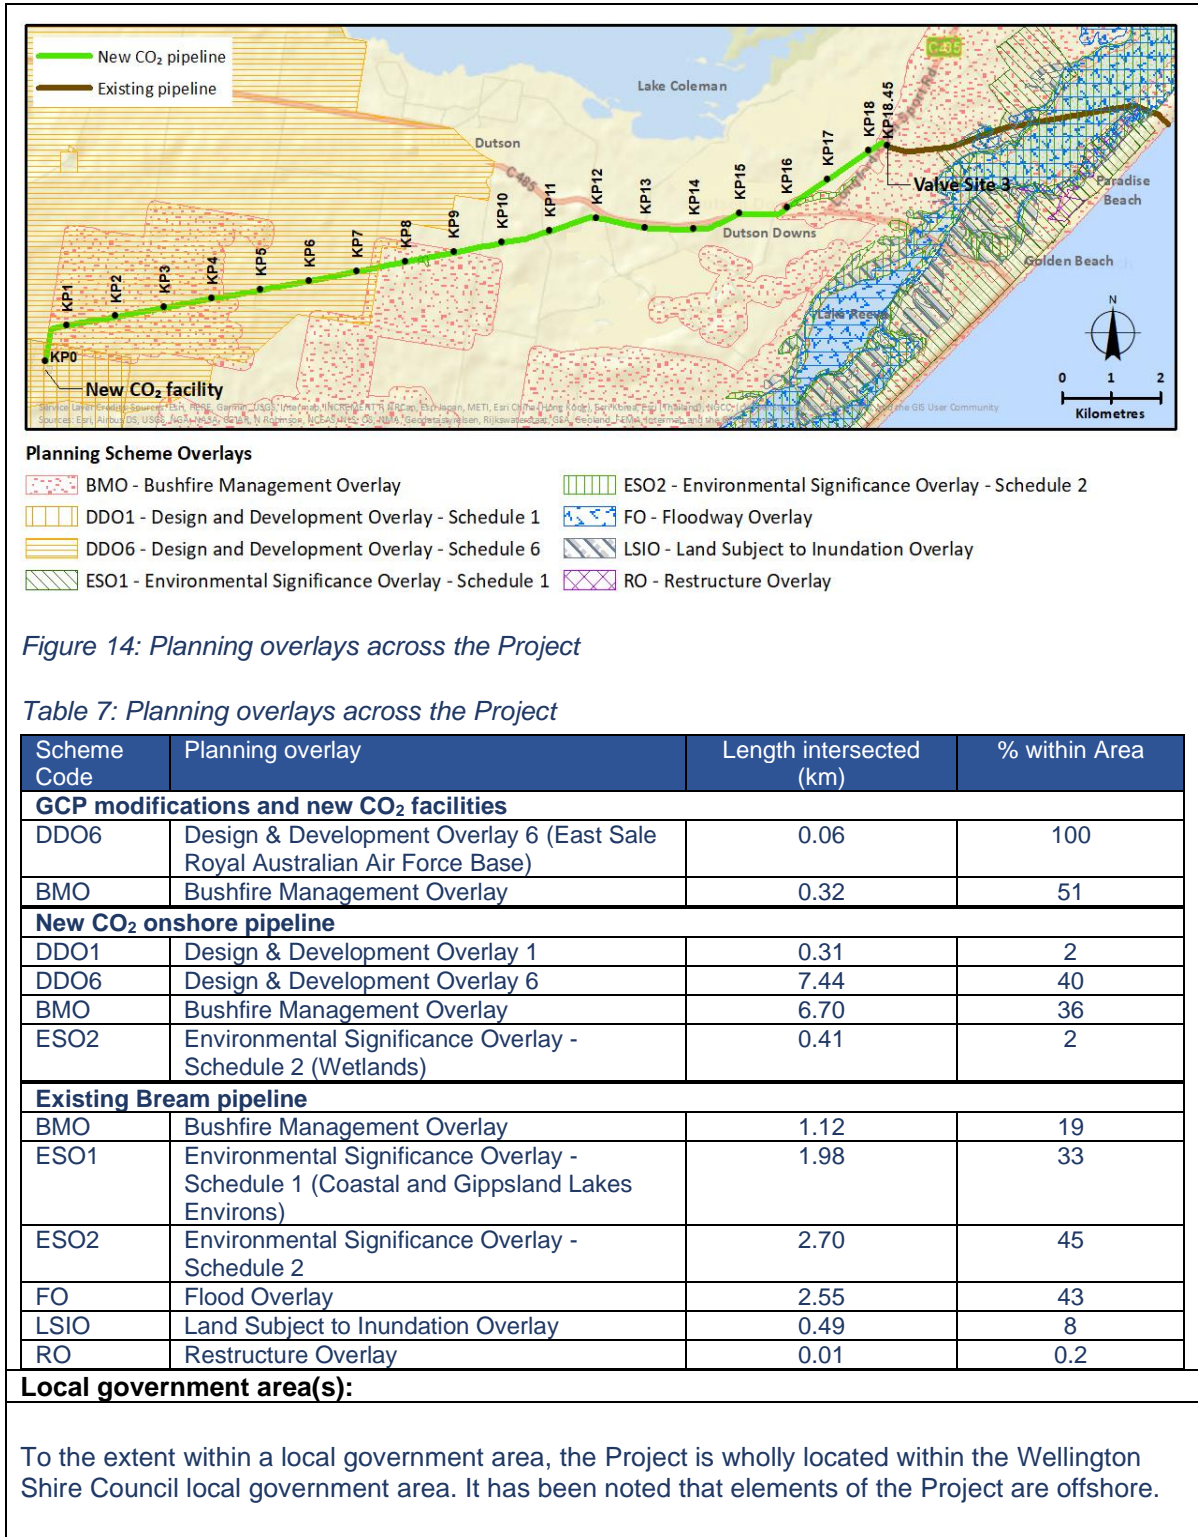 New CO₂ pipeline
Existing pipeline
Lake Coleman
C485
Dutson
C 485
KP0
KP1
KP2
KP3
KP4
KP5
KP6
KP7
KP8
KP9
KP10
KP11
KP12
KP13
KP14
KP15
KP16
KP17
KP18
KP18.45
Valve Site 3
Dutson Downs
Paradise
Beach
Golden Beach
Lake Reeve
New CO₂ facility
N
0 1 2
Kilometres
Planning Scheme Overlays
BMO - Bushfire Management Overlay
DDO1 - Design and Development Overlay - Schedule 1
DDO6 - Design and Development Overlay - Schedule 6
ESO1 - Environmental Significance Overlay - Schedule 1
ESO2 - Environmental Significance Overlay - Schedule 2
FO - Floodway Overlay
LSIO - Land Subject to Inundation Overlay
RO - Restructure Overlay
Figure 14: Planning overlays across the Project
Table 7: Planning overlays across the Project
Scheme Code Planning overlay Length intersected (km) % within Area
GCP modifications and new CO₂ facilities
DDO6 Design & Development Overlay 6 (East Sale
Royal Australian Air Force Base) 0.06 100
BMO Bushfire Management Overlay 0.32 51
New CO₂ onshore pipeline
DDO1 Design & Development Overlay 1 0.31 2
DDO6 Design & Development Overlay 6 7.44 40
BMO Bushfire Management Overlay 6.70 36
ESO2 Environmental Significance Overlay -
Schedule 2 (Wetlands) 0.41 2
Existing Bream pipeline
BMO Bushfire Management Overlay 1.12 19
ESO1 Environmental Significance Overlay -
Schedule 1 (Coastal and Gippsland Lakes
Environs) 1.98 33
ESO2 Environmental Significance Overlay -
Schedule 2 2.70 45
FO Flood Overlay 2.55 43
LSIO Land Subject to Inundation Overlay 0.49 8
RO Restructure Overlay 0.01 0.2
Local government area(s):
To the extent within a local government area, the Project is wholly located within the Wellington
Shire Council local government area. It has been noted that elements of the Project are offshore.